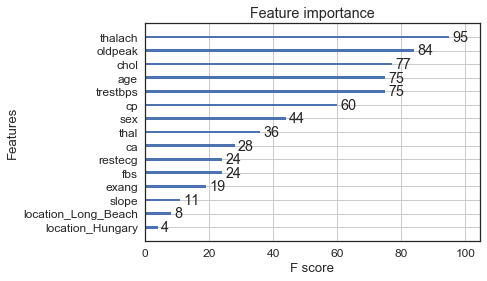 Feature importance
Features
thalach 95
oldpeak 84
chol 77
age 75
trestbps 75
cp 60
sex 44
thal 36
ca 28
restecg 24
fbs 24
exang 19
slope 11
location_Long_Beach 8
location_Hungary 4
0 20 40 60 80 100
F score